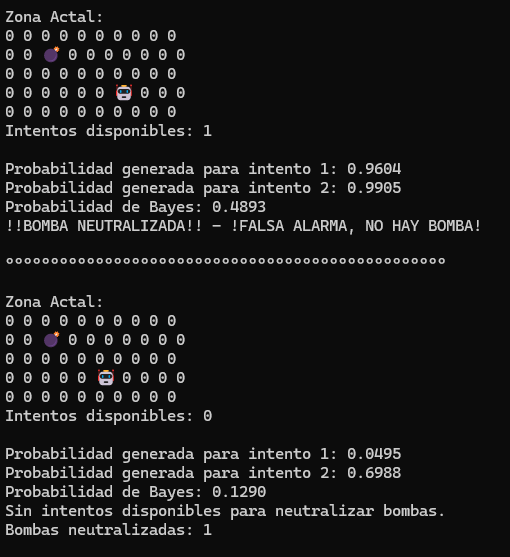 Zona Actal:
0 0 0 0 0 0 0 0 0 0
0 0 💣 0 0 0 0 0 0 0
0 0 0 0 0 0 0 0 0 0
0 0 0 0 0 0 🤖 0 0 0
0 0 0 0 0 0 0 0 0 0
Intentos disponibles: 1
Probabilidad generada para intento 1: 0.9604
Probabilidad generada para intento 2: 0.9905
Probabilidad de Bayes: 0.4893
!!BOMBA NEUTRALIZADA!! - !FALSA ALARMA, NO HAY BOMBA!
°°°°°°°°°°°°°°°°°°°°°°°°°°°°°°°°°°°°°°°°°°°°°°°°°
Zona Actal:
0 0 0 0 0 0 0 0 0 0
0 0 💣 0 0 0 0 0 0 0
0 0 0 0 0 0 0 0 0 0
0 0 0 0 0 🤖 0 0 0 0
0 0 0 0 0 0 0 0 0 0
Intentos disponibles: 0
Probabilidad generada para intento 1: 0.0495
Probabilidad generada para intento 2: 0.6988
Probabilidad de Bayes: 0.1290
Sin intentos disponibles para neutralizar bombas.
Bombas neutralizadas: 1